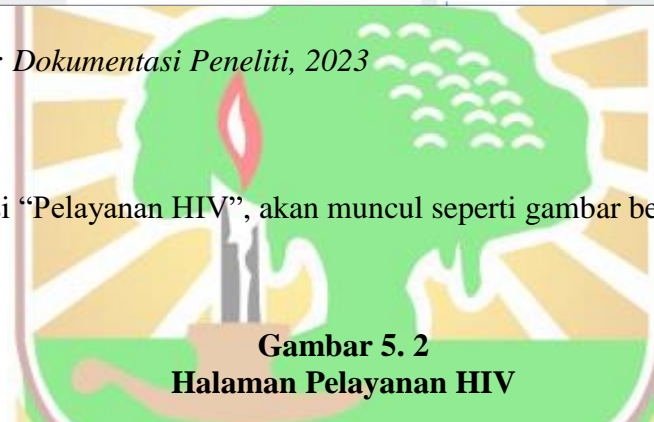 : Dokumentasi Peneliti, 2023
i “Pelayanan HIV”, akan muncul seperti gambar be
Gambar 5. 2
Halaman Pelayanan HIV